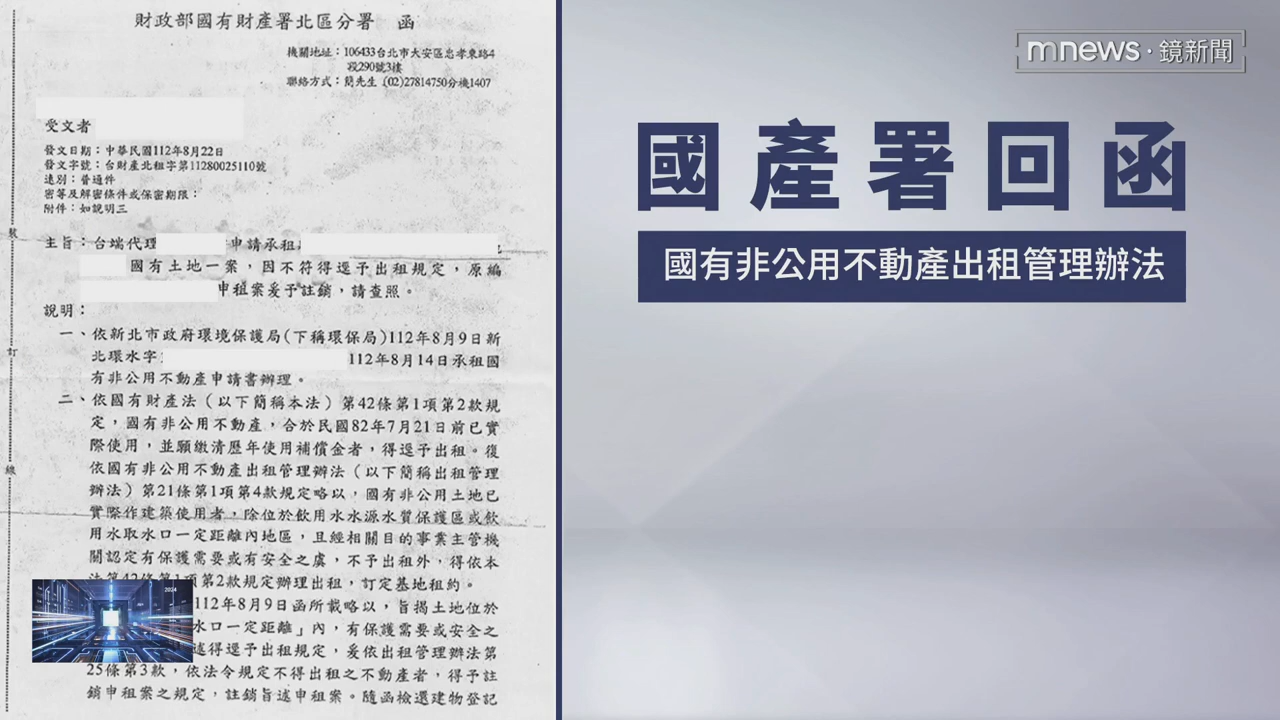 財政部國有財產署北區分署 函
機關地址：106433台北市大安區忠孝東路4
段290號3樓
聯絡方式：簡先生 (02)27814750分機1407
受文者
發文日期：中華民國112年8月22日
發文字號：台財產北租字第11280025110號
速別：普通件
密等及解密條件或保密期限：
附件：如說明三
主旨：台端代理 申請承租
國有土地一案，因不符得逕予出租規定，原編
申租案爰予註銷，請查照。
說明：
一、依新北市政府環境保護局(下稱環保局)112年8月9日新
北環水字 112年8月14日承租國
有非公用不動產申請書辦理。
二、依國有財產法（以下簡稱本法）第42條第1項第2款規
定，國有非公用不動產，合於民國82年7月21日前已實
際使用，並願繳清歷年使用補償金者，得逕予出租。復
依國有非公用不動產出租管理辦法（以下簡稱出租管理
辦法）第21條第1項第4款規定略以，國有非公用土地已
實際作建築使用者，除位於飲用水水源水質保護區或飲
用水取水口一定距離內地區，且經相關目的事業主管機
關認定有保護需要或有安全之虞，不予出租外，得依本
法第42條第1項第2款規定辦理出租，訂定基地租約。
112年8月9日函所載略以，旨揭土地位於
水口一定距離」內，有保護需要或安全之
述得逕予出租規定，爰依出租管理辦法第
25條第3款，依法令規定不得出租之不動產者，得予註
銷申租案之規定，註銷旨述申租案。隨函檢還建物登記
裝
訂
線
2024
mnews·鏡新聞
國產署回函
國有非公用不動產出租管理辦法